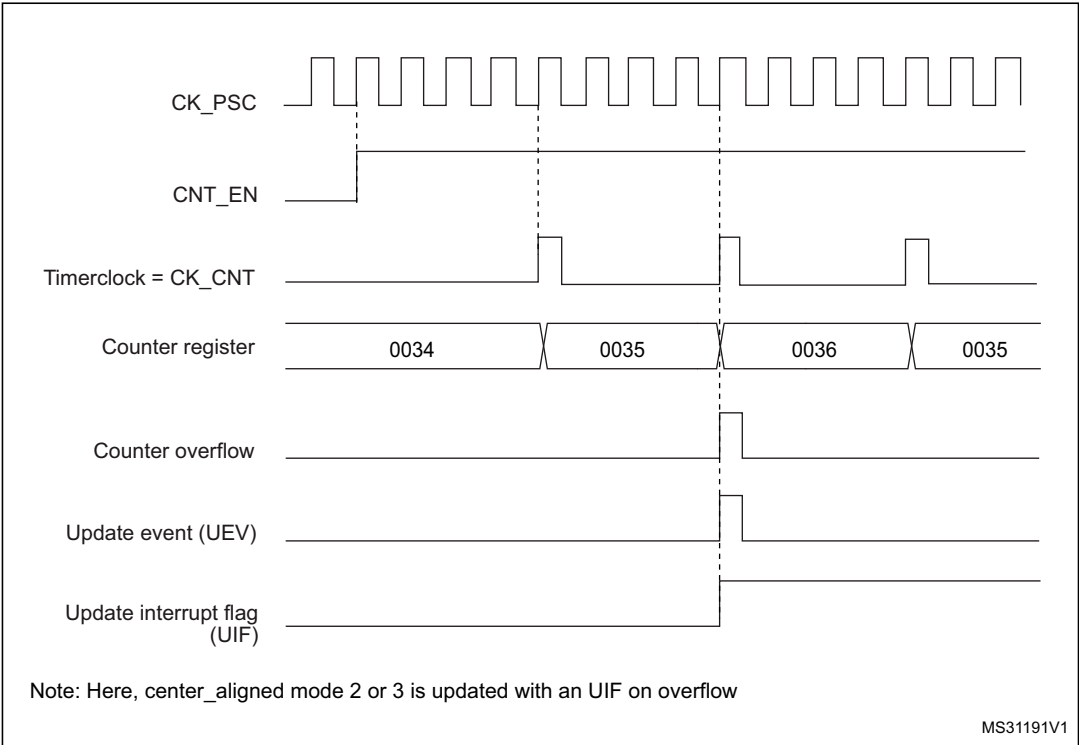 CK_PSC
CNT_EN
Timerclock = CK_CNT
Counter register
0034
0035
0036
0035
Counter overflow
Update event (UEV)
Update interrupt flag
(UIF)
Note: Here, center_aligned mode 2 or 3 is updated with an UIF on overflow
MS31191V1